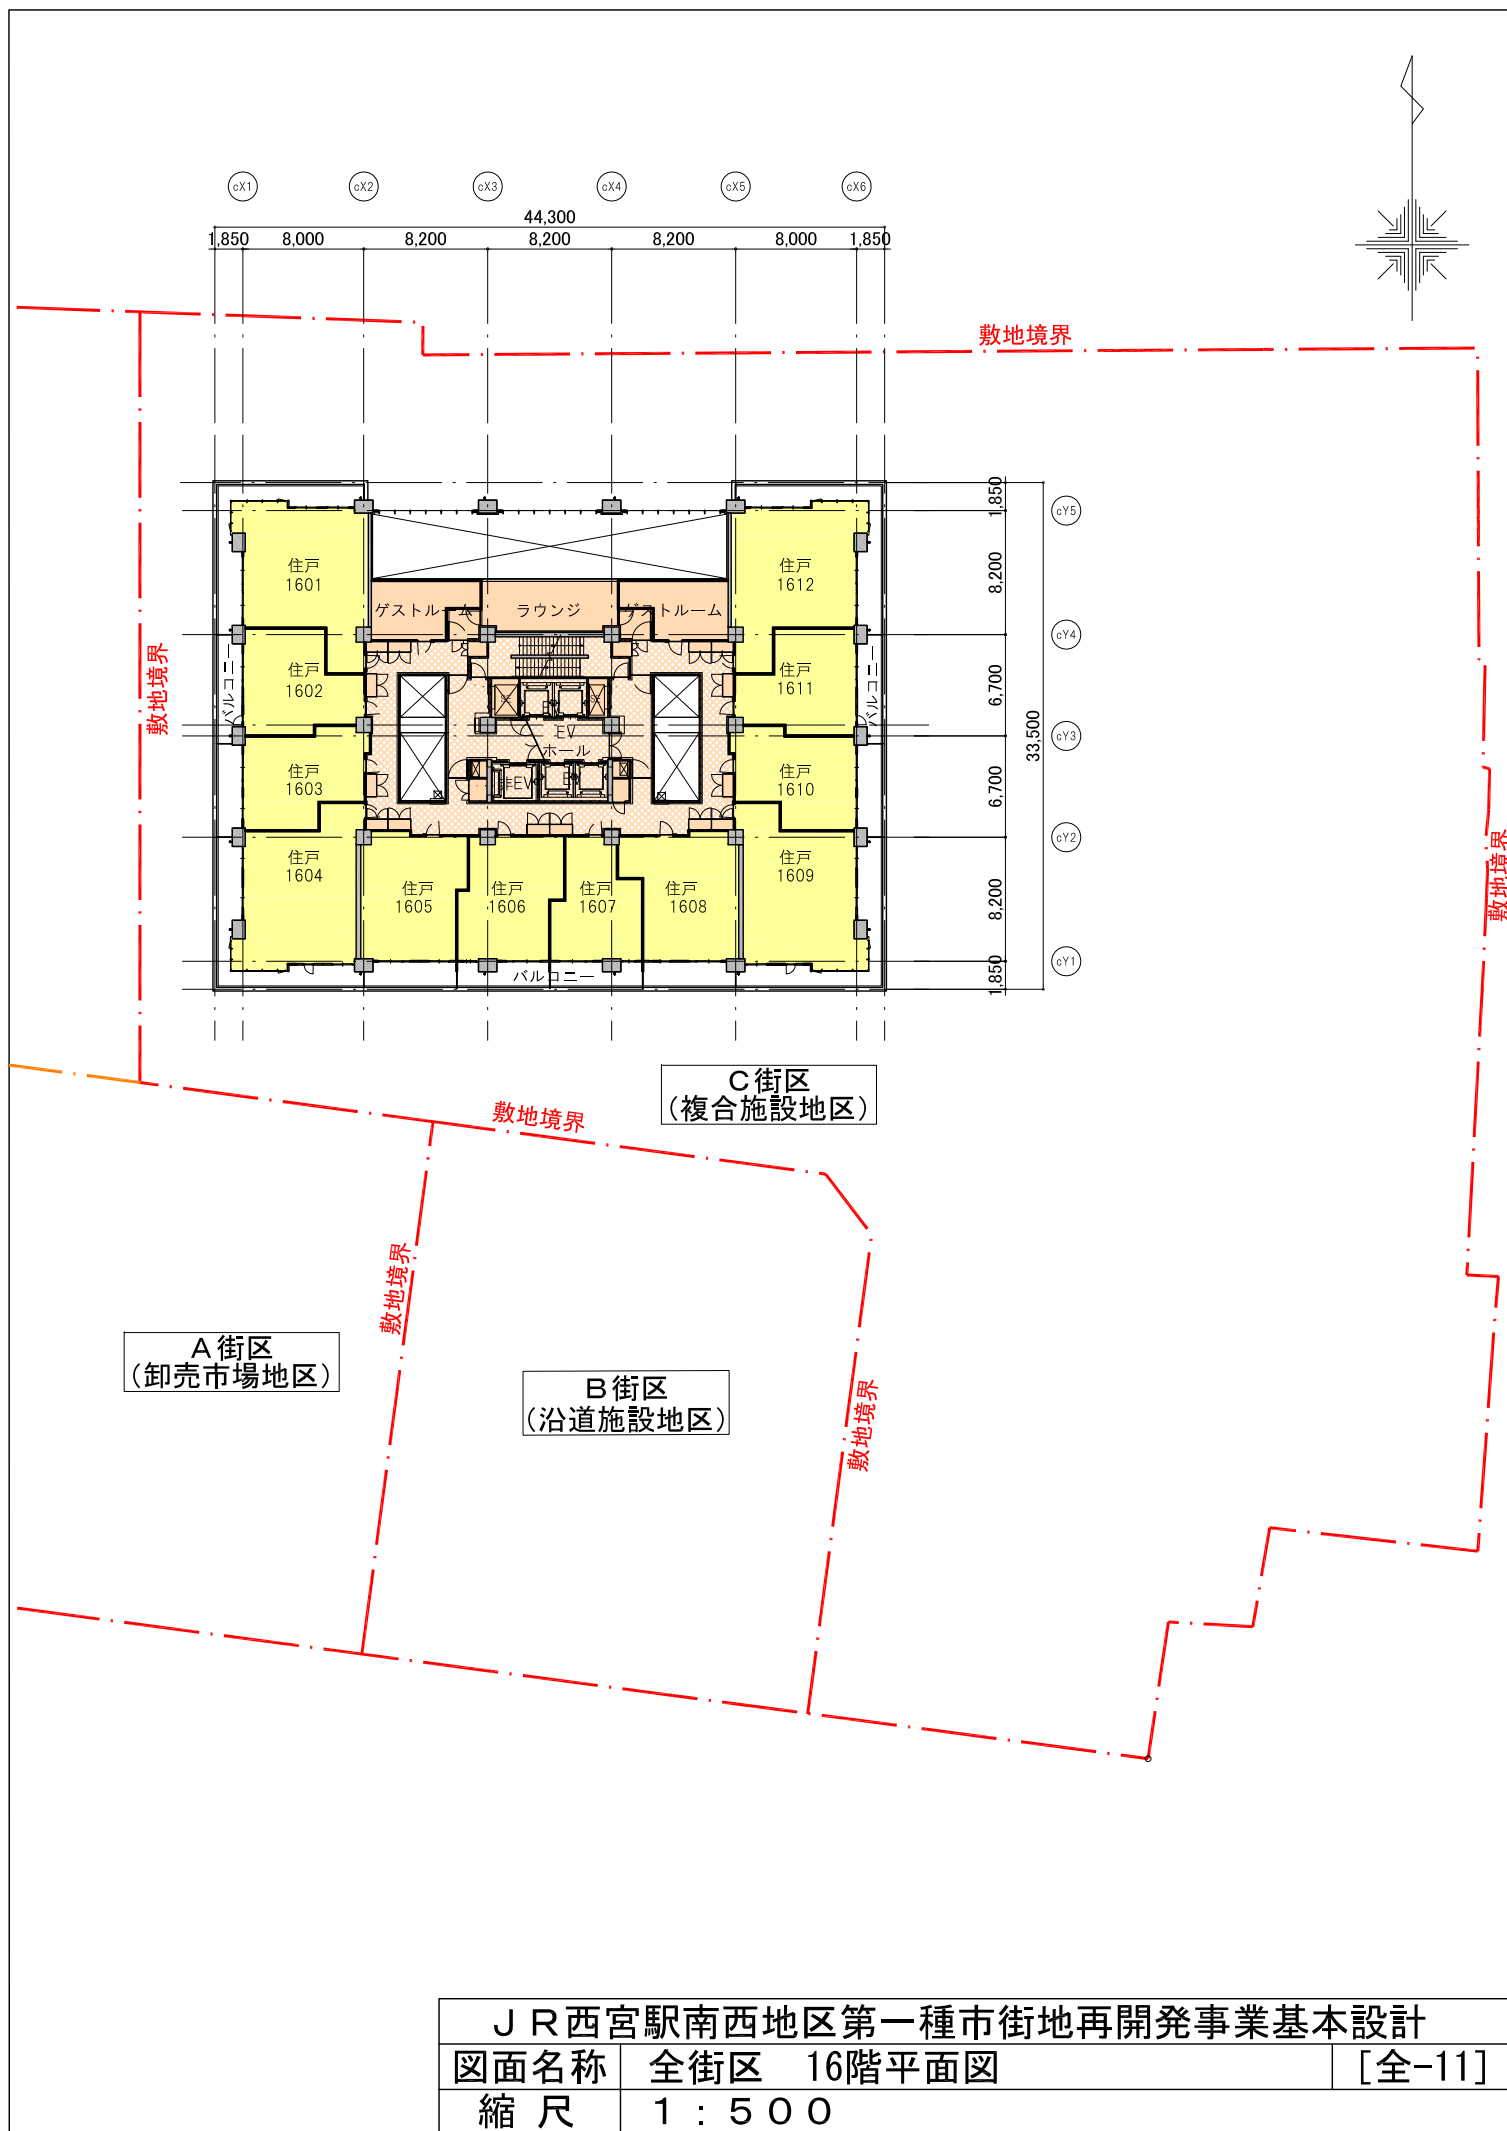 cX1 cX2 cX3 cX4 cX5 cX6
44,300
1,850 8,000 8,200 8,200 8,200 8,000 1,850
敷地境界
敷地境界
敷地境界
敷地境界
敷地境界
敷地境界
cY5
cY4
cY3
cY2
cY1
1,850
8,200
6,700
6,700
8,200
1,850
33,500
住戸
1601
住戸
1612
ゲストルーム
ラウンジ
ゲストルーム
住戸
1602
住戸
1611
バルコニー
バルコニー
EV
EV
ホール
住戸
1603
住戸
1610
非EV
EV
住戸
1604
住戸
1609
住戸
1605
住戸
1606
住戸
1607
住戸
1608
バルコニー
C街区
(複合施設地区)
A街区
(卸売市場地区)
B街区
(沿道施設地区)
JR西宮駅南西地区第一種市街地再開発事業基本設計
図面名称 全街区 16階平面図 [全-11]
縮尺 1:500